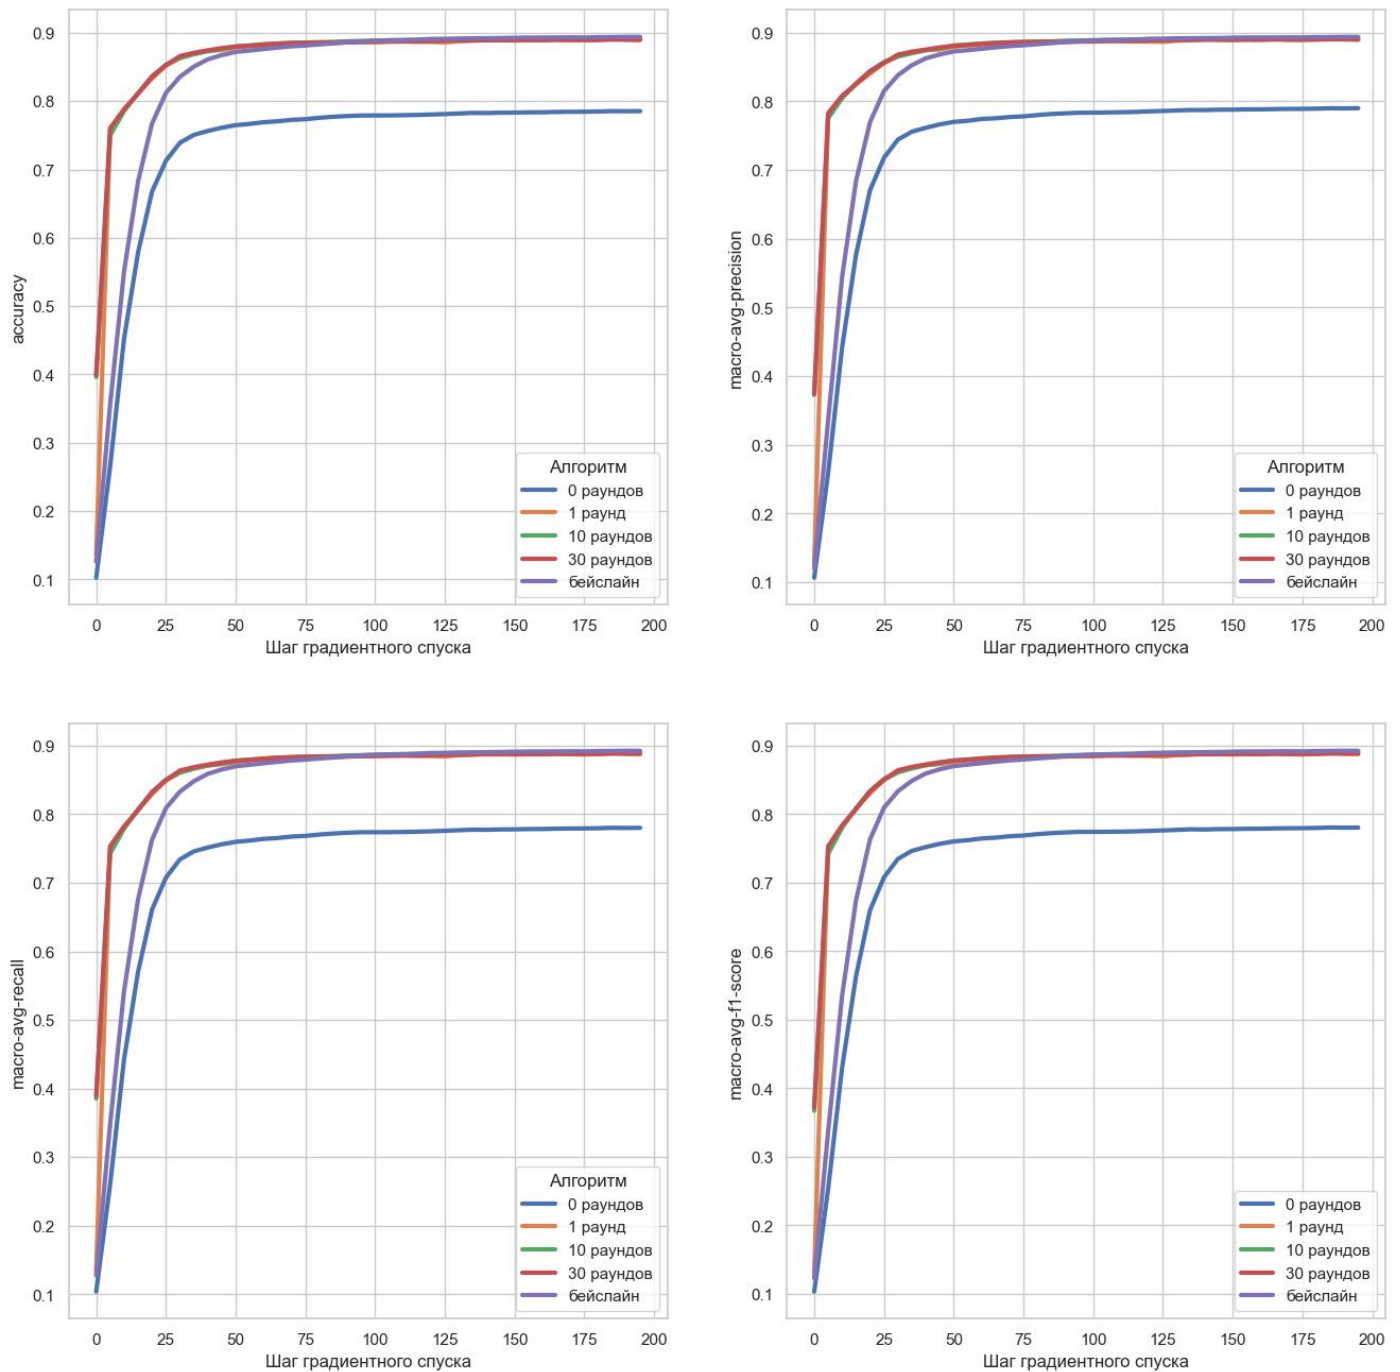 accuracy
0.9
0.8
0.7
0.6
0.5
0.4
0.3
0.2
0.1
0 25 50 75 100 125 150 175 200
Шаг градиентного спуска
Алгоритм
0 раундов
1 раунд
10 раундов
30 раундов
бейслайн
macro-avg-precision
0.9
0.8
0.7
0.6
0.5
0.4
0.3
0.2
0.1
0 25 50 75 100 125 150 175 200
Шаг градиентного спуска
Алгоритм
0 раундов
1 раунд
10 раундов
30 раундов
бейслайн
macro-avg-recall
0.9
0.8
0.7
0.6
0.5
0.4
0.3
0.2
0.1
0 25 50 75 100 125 150 175 200
Шаг градиентного спуска
Алгоритм
0 раундов
1 раунд
10 раундов
30 раундов
бейслайн
macro-avg-f1-score
0.9
0.8
0.7
0.6
0.5
0.4
0.3
0.2
0.1
0 25 50 75 100 125 150 175 200
Шаг градиентного спуска
0 раундов
1 раунд
10 раундов
30 раундов
бейслайн